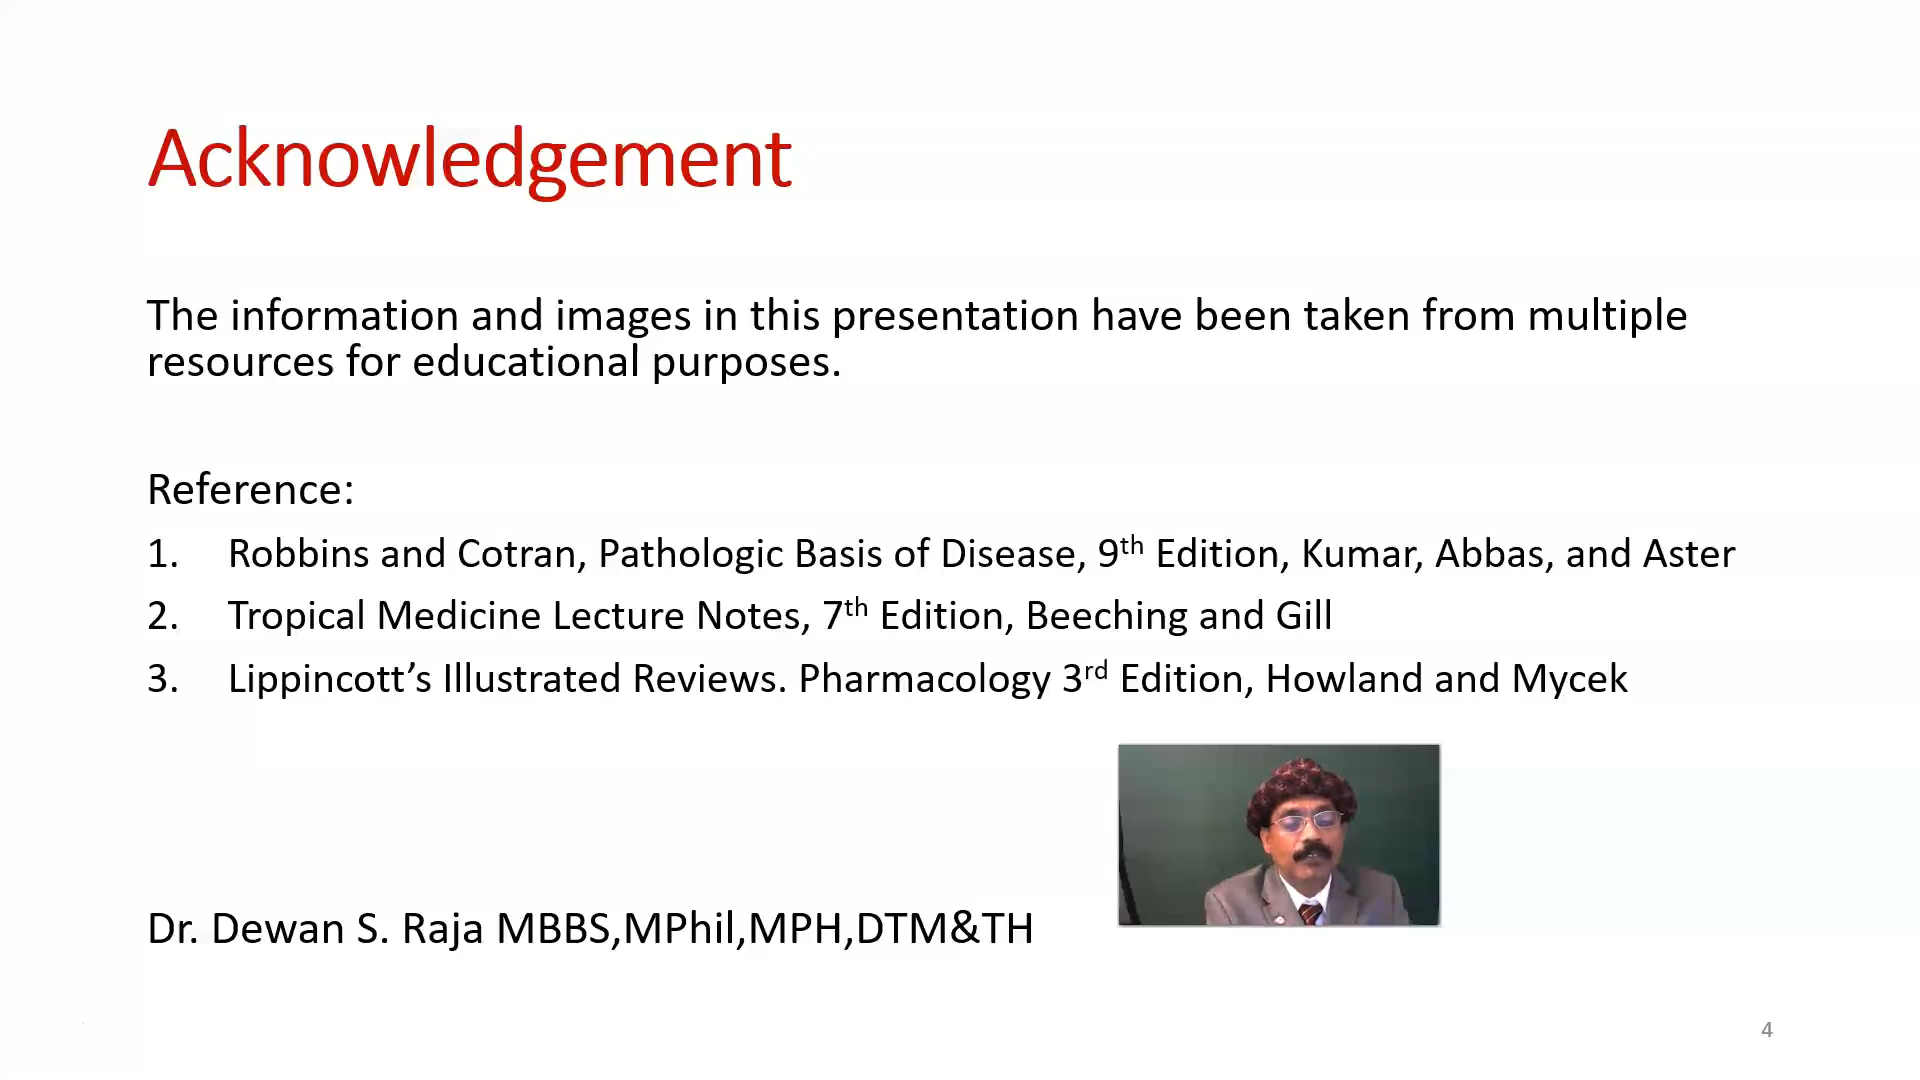 Acknowledgement
The information and images in this presentation have been taken from multiple
resources for educational purposes.
Reference:
1. Robbins and Cotran, Pathologic Basis of Disease, 9th Edition, Kumar, Abbas, and Aster
2. Tropical Medicine Lecture Notes, 7th Edition, Beeching and Gill
3. Lippincott’s Illustrated Reviews. Pharmacology 3rd Edition, Howland and Mycek
Dr. Dewan S. Raja MBBS,MPhil,MPH,DTM&TH
4